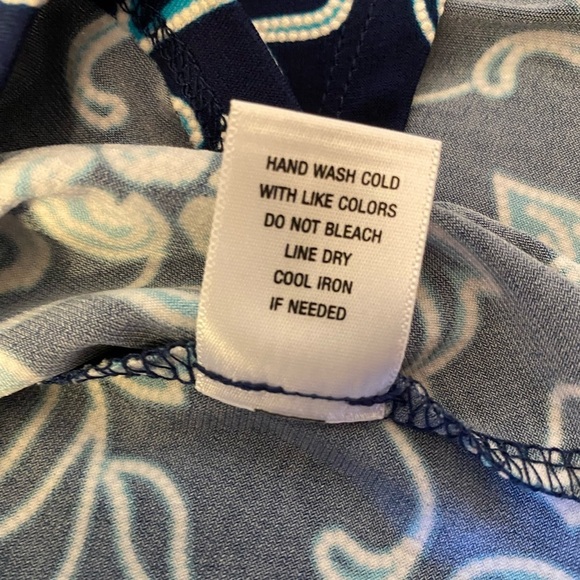 HAND WASH COLD
WITH LIKE COLORS
DO NOT BLEACH
LINE DRY
COOL IRON
IF NEEDED